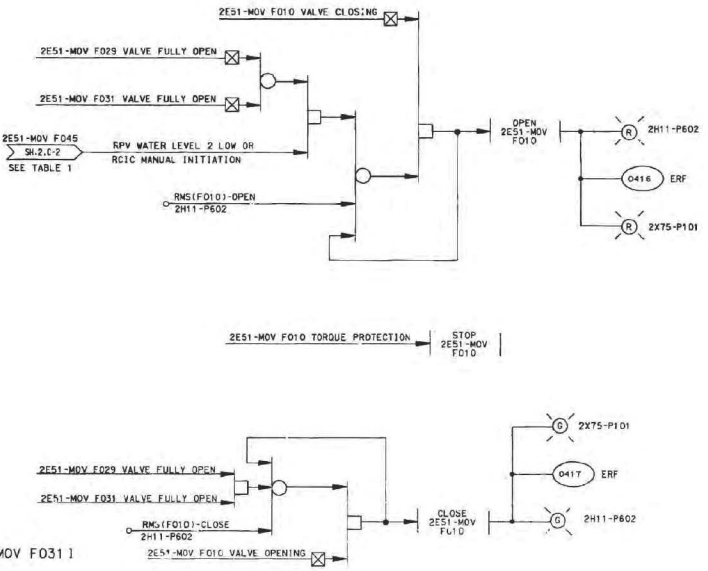 2E51-MOV F010 VALVE CLOSING
2E51-MOV F029 VALVE FULLY OPEN
2E51-MOV F031 VALVE FULLY OPEN
2E51-MOV F045
SH.2.C-2
SEE TABLE 1
RPV WATER LEVEL 2 LOW OR
RCIC MANUAL INITIATION
RMS(F010)-OPEN
2H11-P602
OPEN
2E51-MOV
F010
R
2H11-P602
0416
ERF
R
2X75-P101
2E51-MOV F010 TORQUE PROTECTION
STOP
2E51-MOV
F010
2E51-MOV F029 VALVE FULLY OPEN
2E51-MOV F031 VALVE FULLY OPEN
RMS(F010)-CLOSE
2H11-P602
2E51-MOV F010 VALVE OPENING
CLOSE
2E51-MOV
F010
G
2X75-P101
0417
ERF
G
2H11-P602
MOV F031I